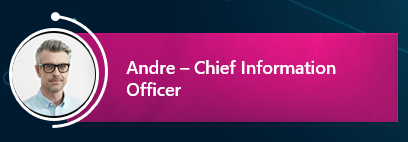 Andre – Chief Information
Officer